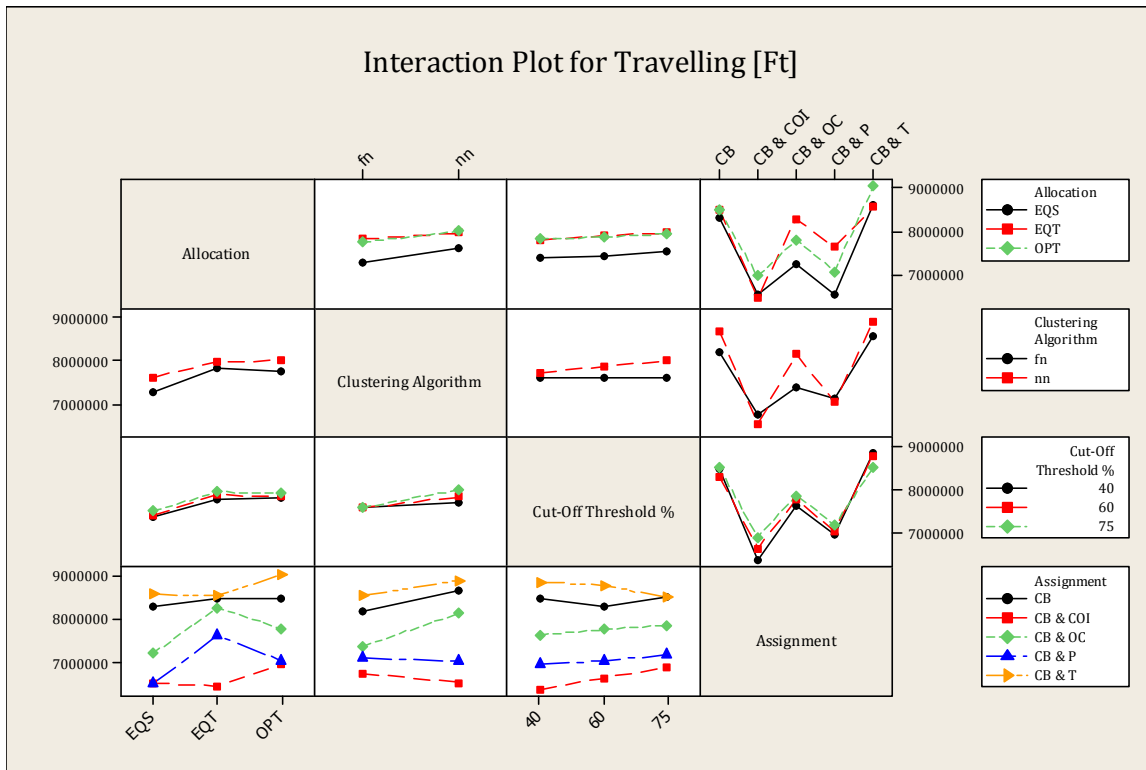 Interaction Plot for Travelling [Ft]
fn
nn
CB
CB & COI
CB & OC
CB & P
CB & T
Allocation
9000000
8000000
7000000
Allocation
EQS
EQT
OPT
9000000
8000000
7000000
Clustering Algorithm
Clustering
Algorithm
fn
nn
Cut-Off Threshold %
9000000
8000000
7000000
Cut-Off
Threshold %
40
60
75
9000000
8000000
7000000
Assignment
Assignment
CB
CB & COI
CB & OC
CB & P
CB & T
EQS
EQT
OPT
fn
nn
40
60
75